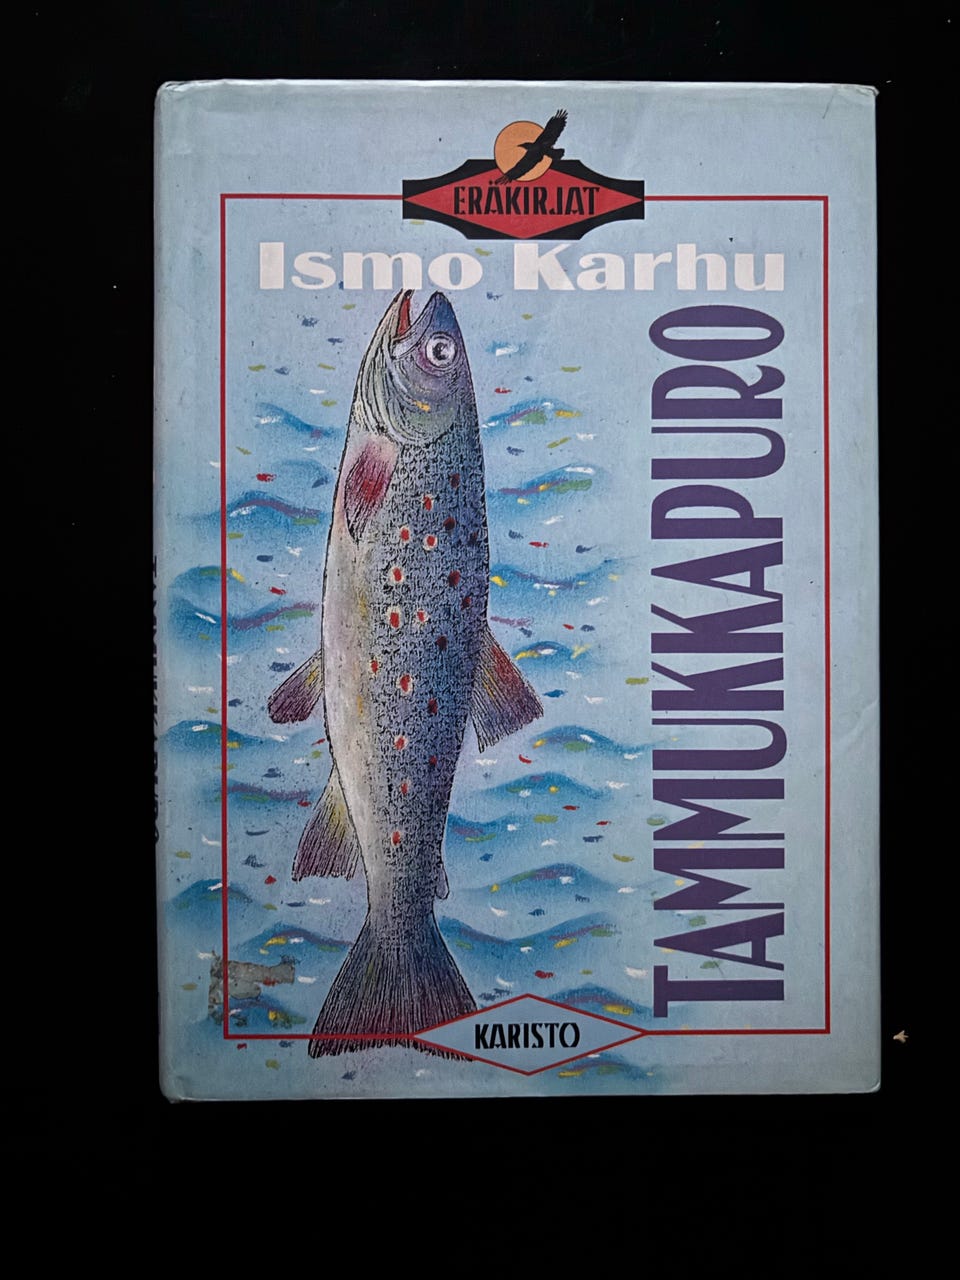 ERÄKIRJAT
Ismo Karhu
TAMMUKKAPURO
KARISTO